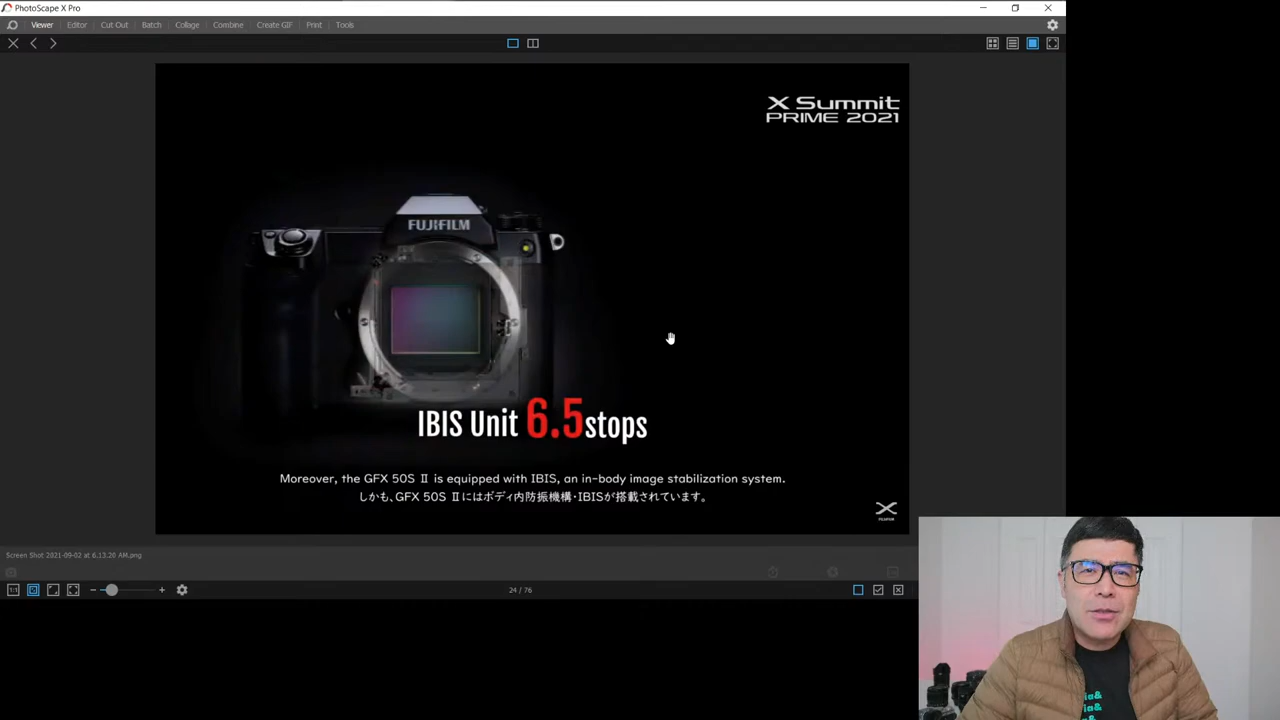 PhotoScape X Pro
Viewer Editor Cut Out Batch Collage Combine Create GIF Print Tools
X Summit
PRIME 2021
FUJIFILM
IBIS Unit 6.5stops
Moreover, the GFX 50S II is equipped with IBIS, an in-body image stabilization system.
しかも、GFX 50S IIにはボディ内防振機構・IBISが搭載されています。
FUJIFILM
Screen Shot 2021-09-02 at 6.13.20 AM.png
1:1
24 / 76